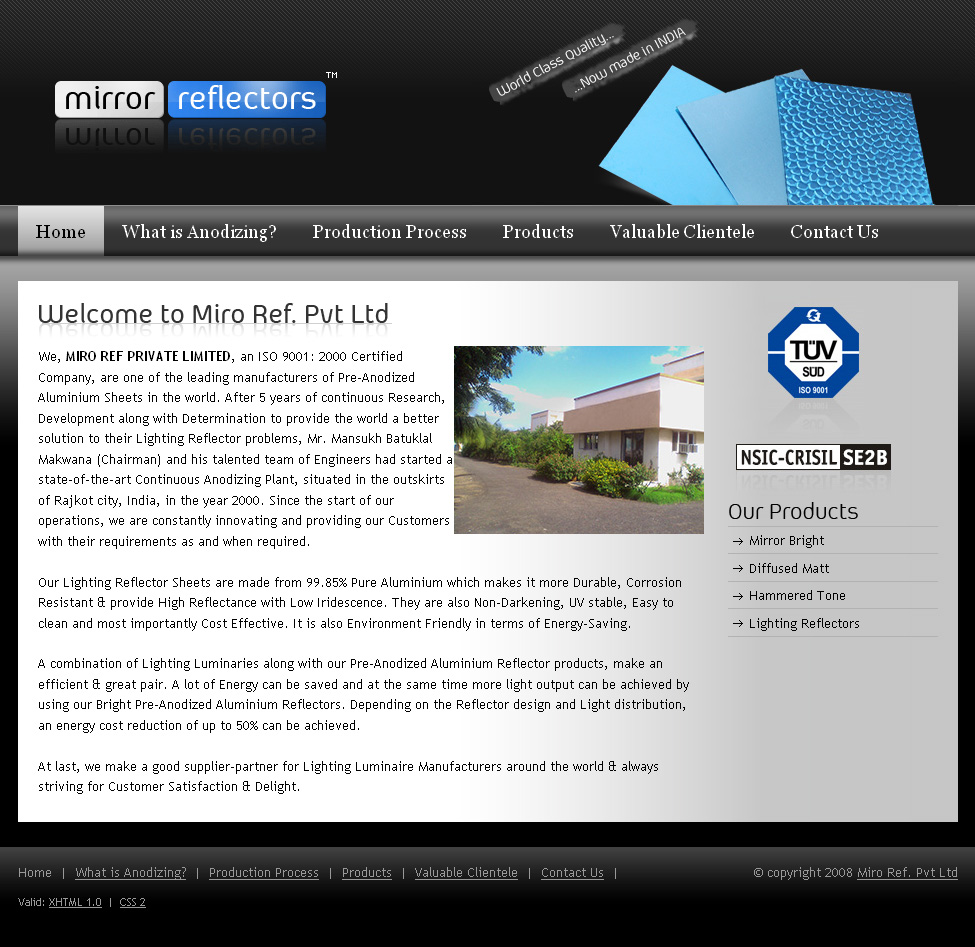 World Class Quality...
...Now made in INDIA
mirror reflectors TM
Home What is Anodizing? Production Process Products Valuable Clientele Contact Us
Welcome to Miro Ref. Pvt Ltd
We, MIRO REF PRIVATE LIMITED, an ISO 9001: 2000 Certified
Company, are one of the leading manufacturers of Pre-Anodized
Aluminium Sheets in the world. After 5 years of continuous Research,
Development along with Determination to provide the world a better
solution to their Lighting Reflector problems, Mr. Mansukh Batuklal
Makwana (Chairman) and his talented team of Engineers had started a
state-of-the-art Continuous Anodizing Plant, situated in the outskirts
of Rajkot city, India, in the year 2000. Since the start of our
operations, we are constantly innovating and providing our Customers
with their requirements as and when required.
Our Lighting Reflector Sheets are made from 99.85% Pure Aluminium which makes it more Durable, Corrosion
Resistant & provide High Reflectance with Low Iridescence. They are also Non-Darkening, UV stable, Easy to
clean and most importantly Cost Effective. It is also Environment Friendly in terms of Energy-Saving.
A combination of Lighting Luminaries along with our Pre-Anodized Aluminium Reflector products, make an
efficient & great pair. A lot of Energy can be saved and at the same time more light output can be achieved by
using our Bright Pre-Anodized Aluminium Reflectors. Depending on the Reflector design and Light distribution,
an energy cost reduction of up to 50% can be achieved.
At last, we make a good supplier-partner for Lighting Luminaire Manufacturers around the world & always
striving for Customer Satisfaction & Delight.
TÜV
SÜD
ISO 9001
NSIC-CRISIL SE2B
Our Products
Mirror Bright
Diffused Matt
Hammered Tone
Lighting Reflectors
Home | What is Anodizing? | Production Process | Products | Valuable Clientele | Contact Us |
© copyright 2008 Miro Ref. Pvt Ltd
Valid: XHTML 1.0 | CSS 2